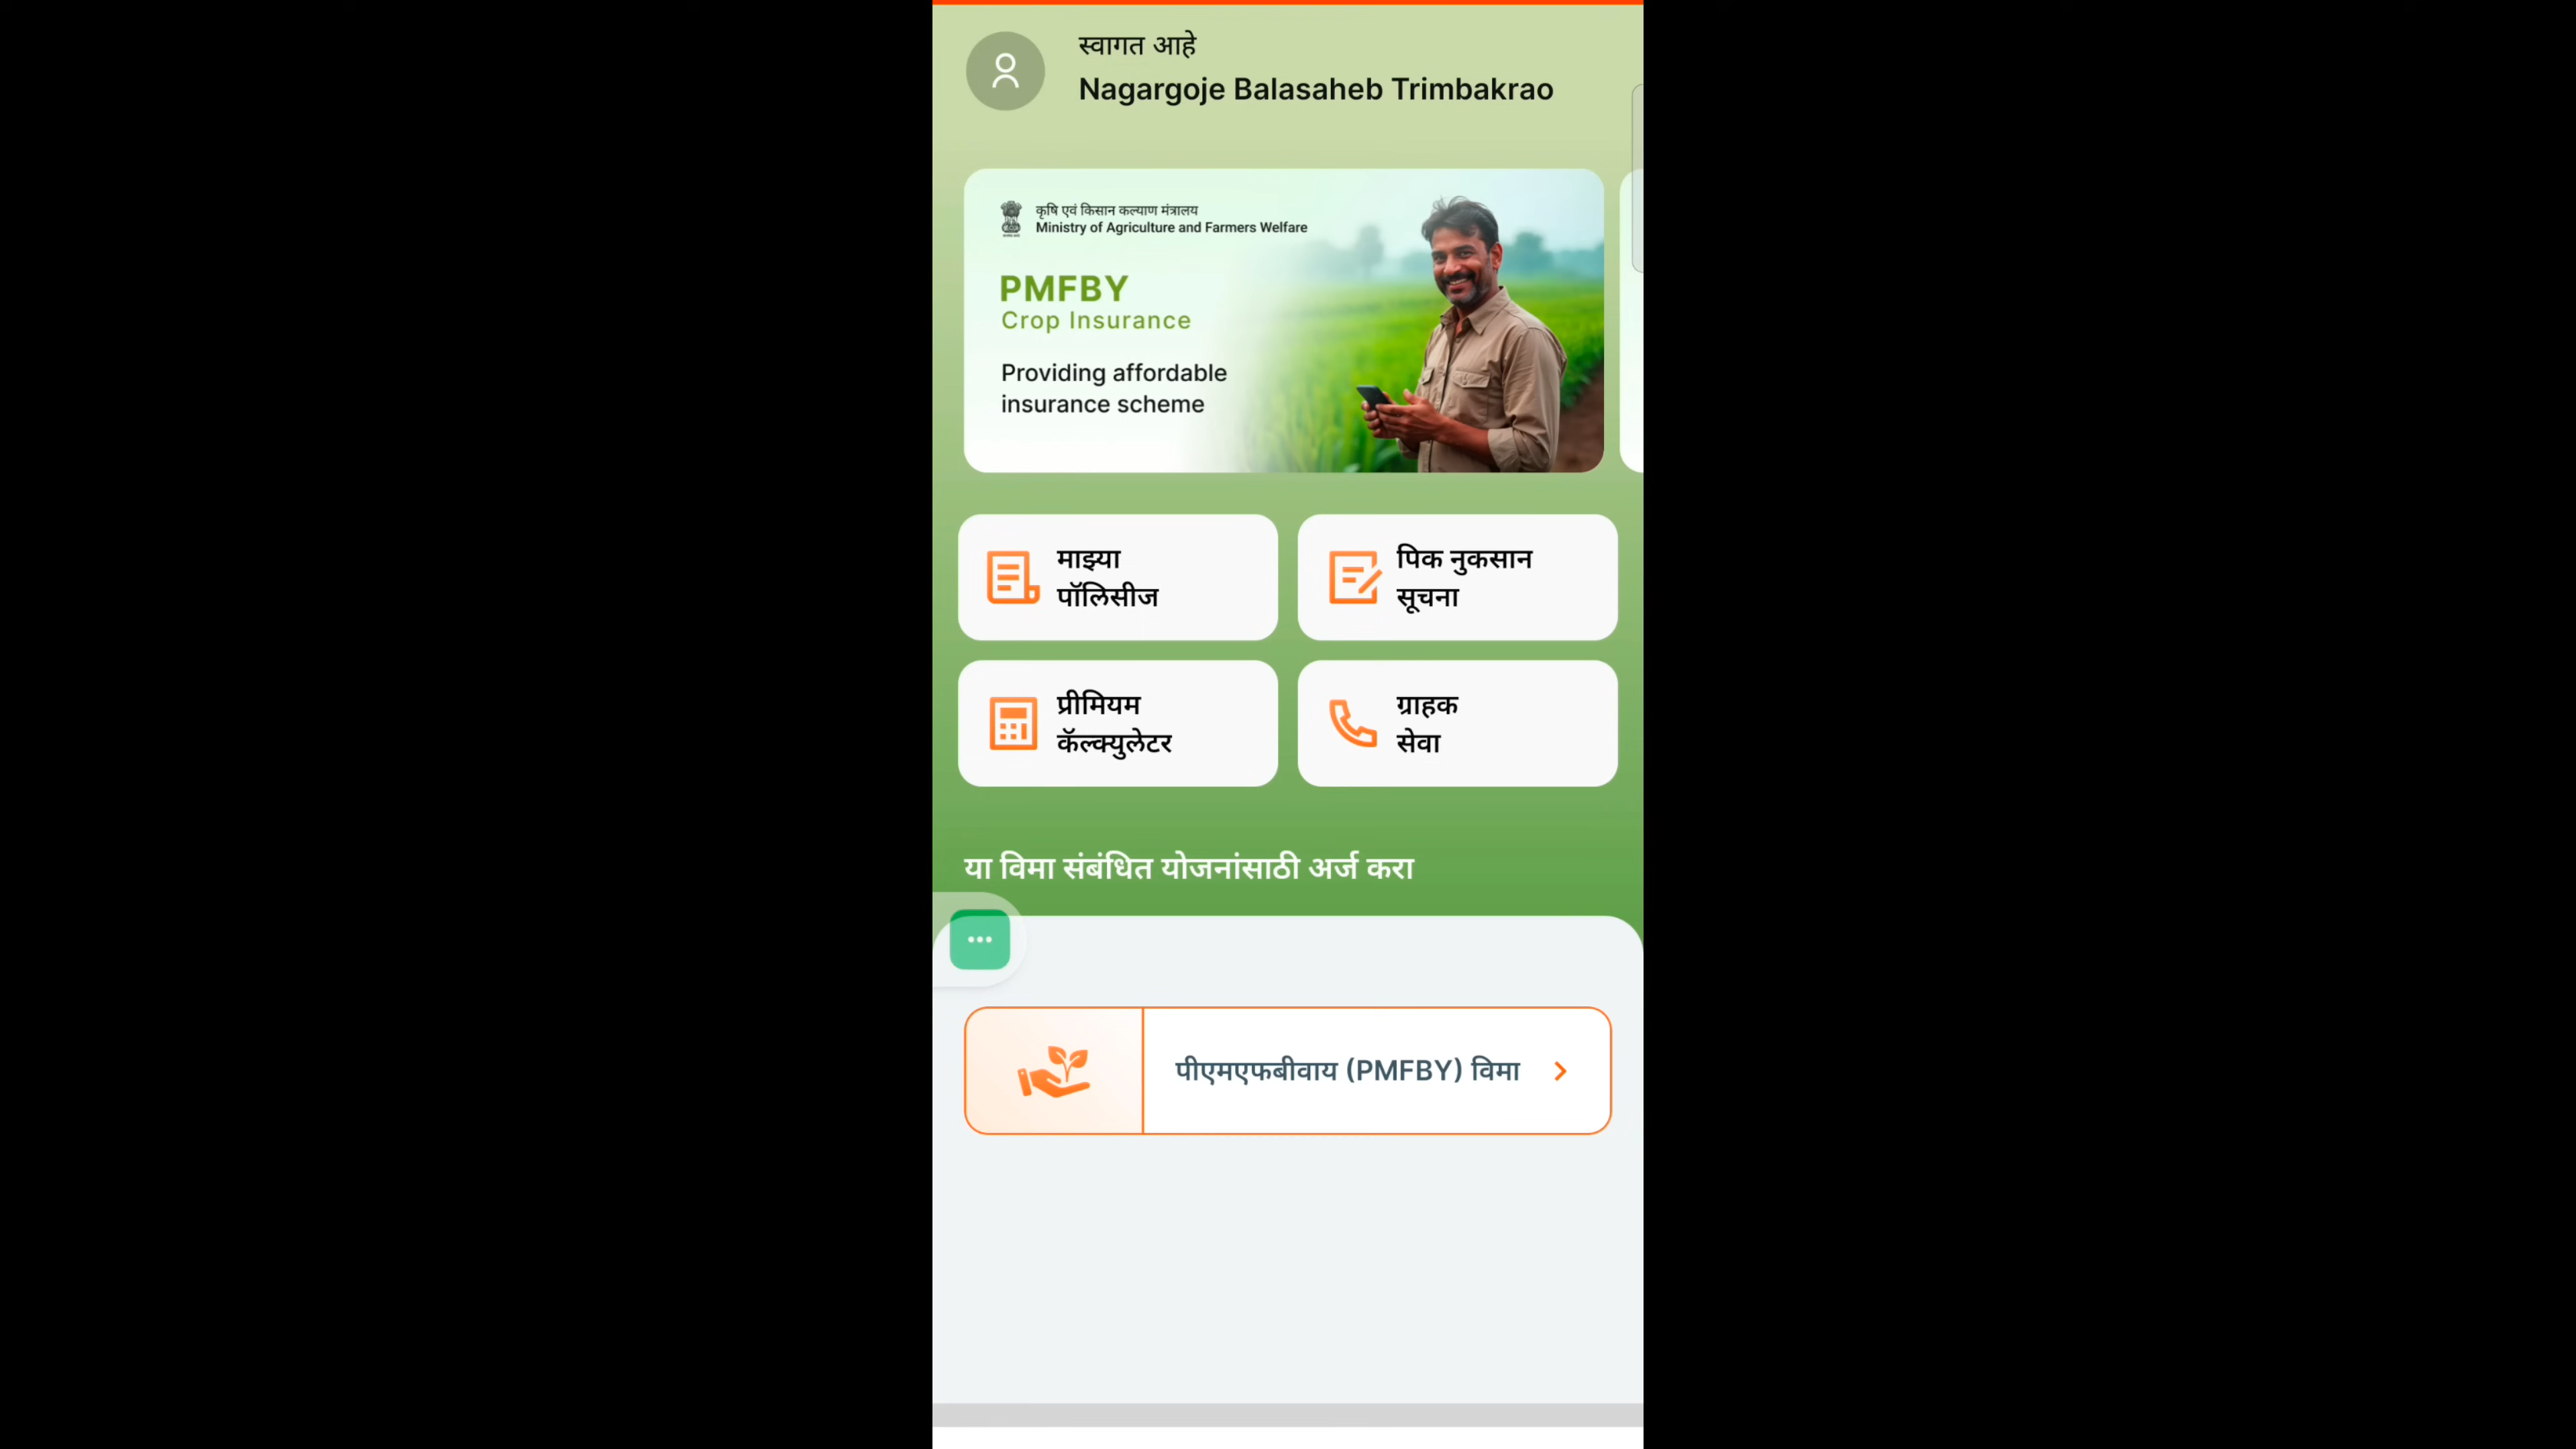 स्वागत आहे
Nagargoje Balasaheb Trimbakrao
कृषि एवं किसान कल्याण मंत्रालय
Ministry of Agriculture and Farmers Welfare
PMFBY
Crop Insurance
Providing affordable
insurance scheme
माझ्या
पॉलिसीज
पिक नुकसान
सूचना
प्रीमियम
कॅल्क्युलेटर
ग्राहक
सेवा
या विमा संबंधित योजनांसाठी अर्ज करा
पीएमएफबीवाय (PMFBY) विमा